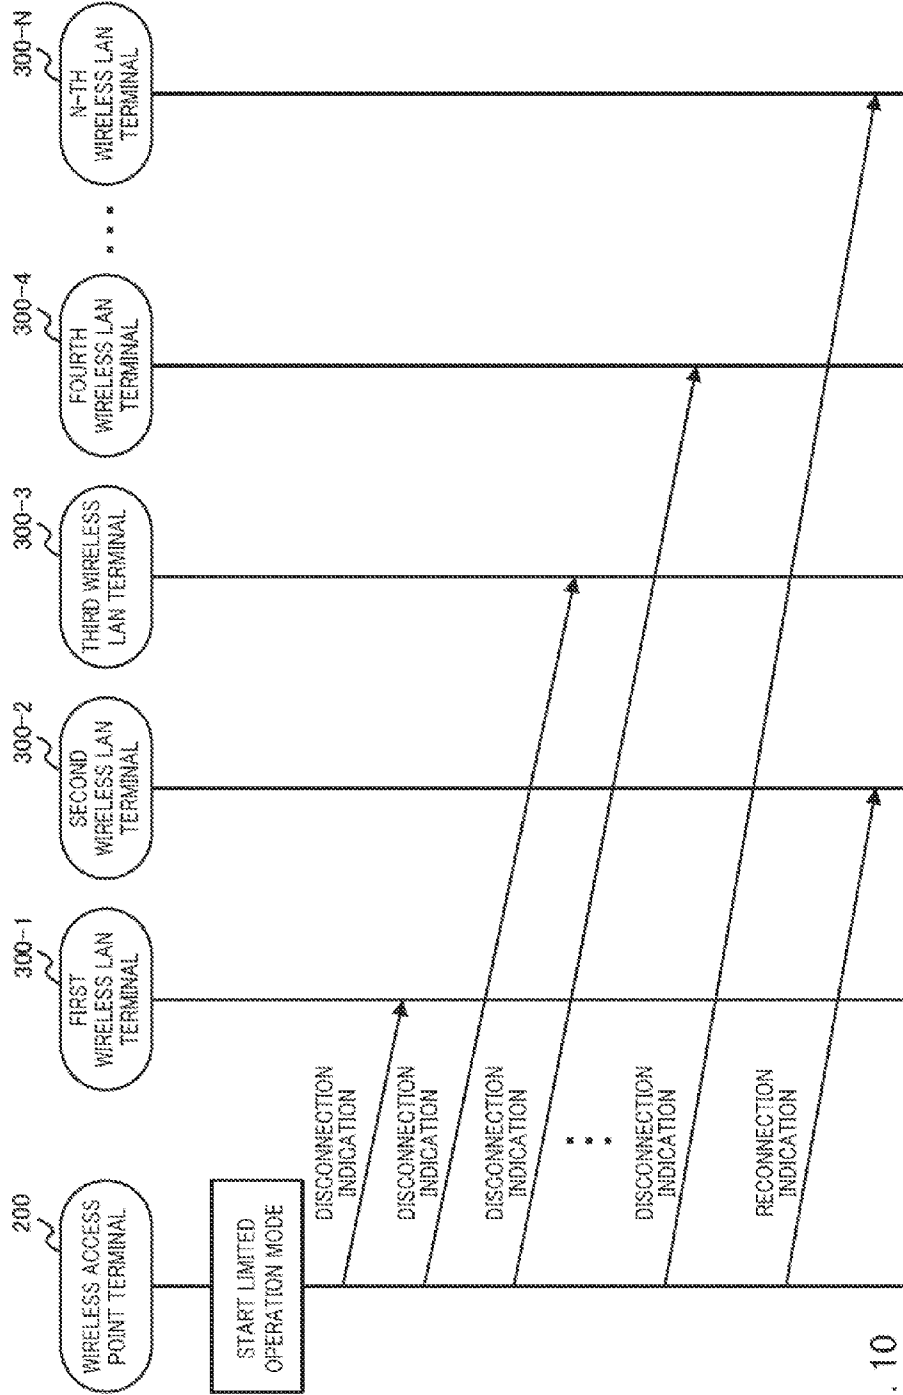 200
WIRELESS ACCESS
POINT TERMINAL
300-1
FIRST
WIRELESS LAN
TERMINAL
300-2
SECOND
WIRELESS LAN
TERMINAL
300-3
THIRD WIRELESS
LAN TERMINAL
300-4
FOURTH
WIRELESS LAN
TERMINAL
...
300-N
N-TH
WIRELESS LAN
TERMINAL
START LIMITED
OPERATION MODE
DISCONNECTION
INDICATION
DISCONNECTION
INDICATION
DISCONNECTION
INDICATION
...
DISCONNECTION
INDICATION
RECONNECTION
INDICATION
. 10